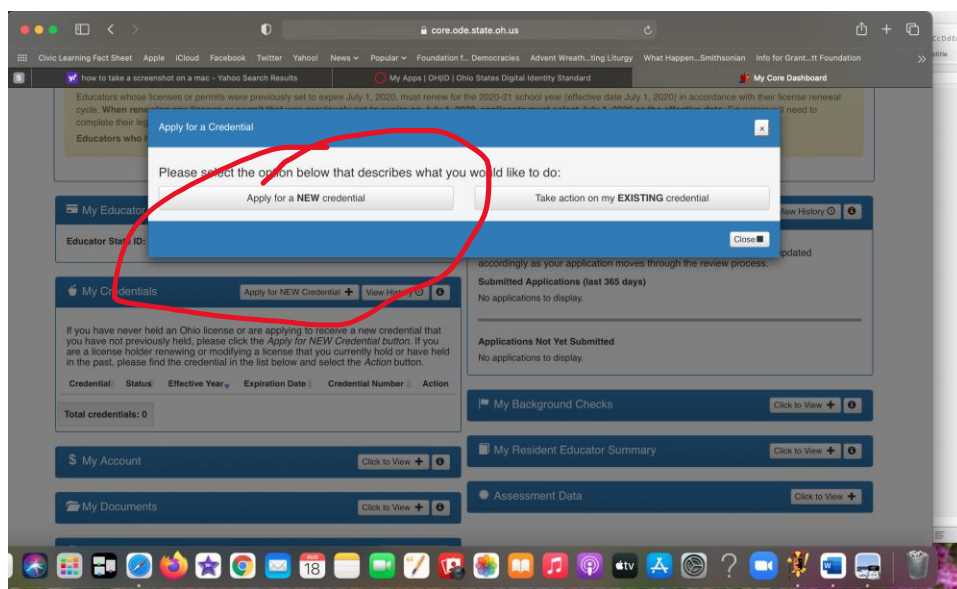 core.ode.state.oh.us
EcDdEe
Civic Learning Fact Sheet Apple iCloud Facebook Twitter Yahoo! News Popular Foundation f... Democracies Advent Wreath...ting Liturgy What Happen...Smithsonian Info for Grant...tt Foundation
S how to take a screenshot on a mac - Yahoo Search Results My Apps | OH|ID | Ohio States Digital Identity Standard My Core Dashboard
Educators whose licenses or permits were previously set to expire July 1, 2020, must renew for the 2020-21 school year (effective date July 1, 2020) in accordance with their license renewal
cycle. When
need to
complete their
Educators who
Apply for a Credential
Please select the option below that describes what you would like to do:
Apply for a NEW credential Take action on my EXISTING credential
Close
My Educator
View History
Educator State ID:
updated
accordingly as your application moves through the review process.
Submitted Applications (last 365 days)
No applications to display.
Applications Not Yet Submitted
No applications to display.
My Credentials Apply for NEW Credential + View History
If you have never held an Ohio license or are applying to receive a new credential that
you have not previously held, please click the Apply for NEW Credential button. If you
are a license holder renewing or modifying a license that you currently hold or have held
in the past, please find the credential in the list below and select the Action button.
Credential Status Effective Year Expiration Date Credential Number Action
Total credentials: 0
My Background Checks Click to View +
My Account Click to View +
My Resident Educator Summary Click to View +
My Documents Click to View +
Assessment Data Click to View +
AUG
18
tv
W